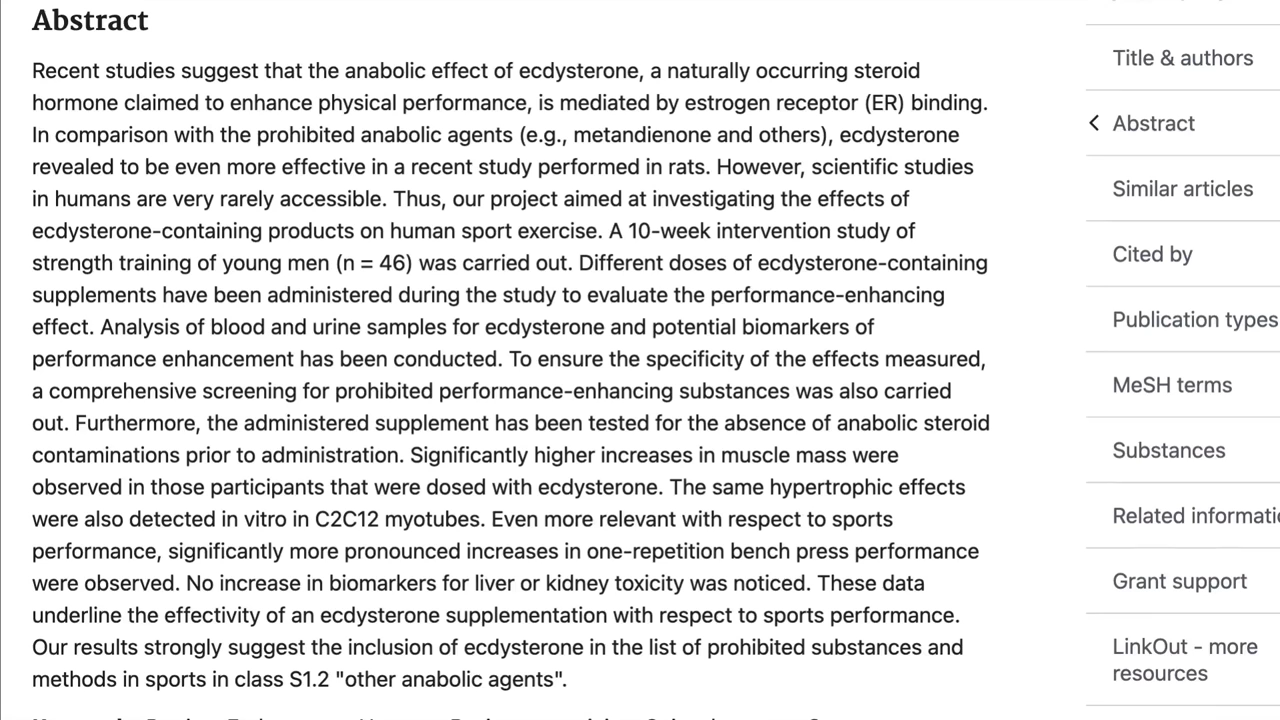 Abstract
Recent studies suggest that the anabolic effect of ecdysterone, a naturally occurring steroid
hormone claimed to enhance physical performance, is mediated by estrogen receptor (ER) binding.
In comparison with the prohibited anabolic agents (e.g., metandienone and others), ecdysterone
revealed to be even more effective in a recent study performed in rats. However, scientific studies
in humans are very rarely accessible. Thus, our project aimed at investigating the effects of
ecdysterone-containing products on human sport exercise. A 10-week intervention study of
strength training of young men (n = 46) was carried out. Different doses of ecdysterone-containing
supplements have been administered during the study to evaluate the performance-enhancing
effect. Analysis of blood and urine samples for ecdysterone and potential biomarkers of
performance enhancement has been conducted. To ensure the specificity of the effects measured,
a comprehensive screening for prohibited performance-enhancing substances was also carried
out. Furthermore, the administered supplement has been tested for the absence of anabolic steroid
contaminations prior to administration. Significantly higher increases in muscle mass were
observed in those participants that were dosed with ecdysterone. The same hypertrophic effects
were also detected in vitro in C2C12 myotubes. Even more relevant with respect to sports
performance, significantly more pronounced increases in one-repetition bench press performance
were observed. No increase in biomarkers for liver or kidney toxicity was noticed. These data
underline the effectivity of an ecdysterone supplementation with respect to sports performance.
Our results strongly suggest the inclusion of ecdysterone in the list of prohibited substances and
methods in sports in class S1.2 "other anabolic agents".
Title & authors
Abstract
Similar articles
Cited by
Publication types
MeSH terms
Substances
Related informati
Grant support
LinkOut - more
resources